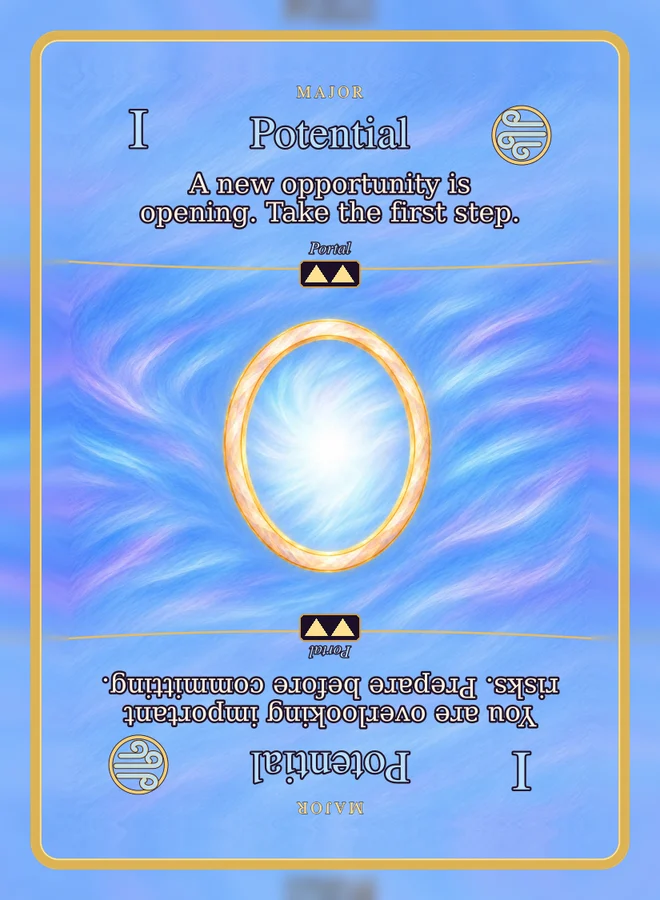 MAJOR
I Potential
A new opportunity is
opening. Take the first step.
Portal
Portal
You are overlooking important
risks. Prepare before committing.
I Potential
MAJOR